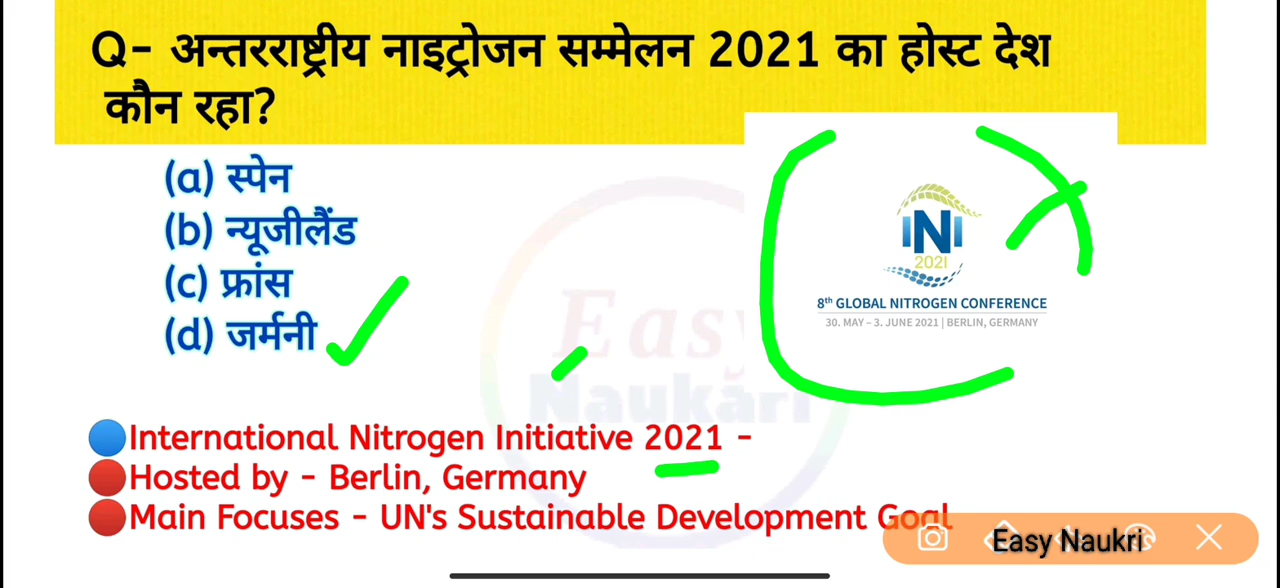 Q- अन्तरराष्ट्रीय नाइट्रोजन सम्मेलन 2021 का होस्ट देश
कौन रहा?
(a) स्पेन
(b) न्यूजीलैंड
(c) फ्रांस
(d) जर्मनी
INI
2021
8th GLOBAL NITROGEN CONFERENCE
30. MAY – 3. JUNE 2021 | BERLIN, GERMANY
Easy
Naukari
International Nitrogen Initiative 2021 -
Hosted by - Berlin, Germany
Main Focuses - UN's Sustainable Development Goal
Easy Naukri